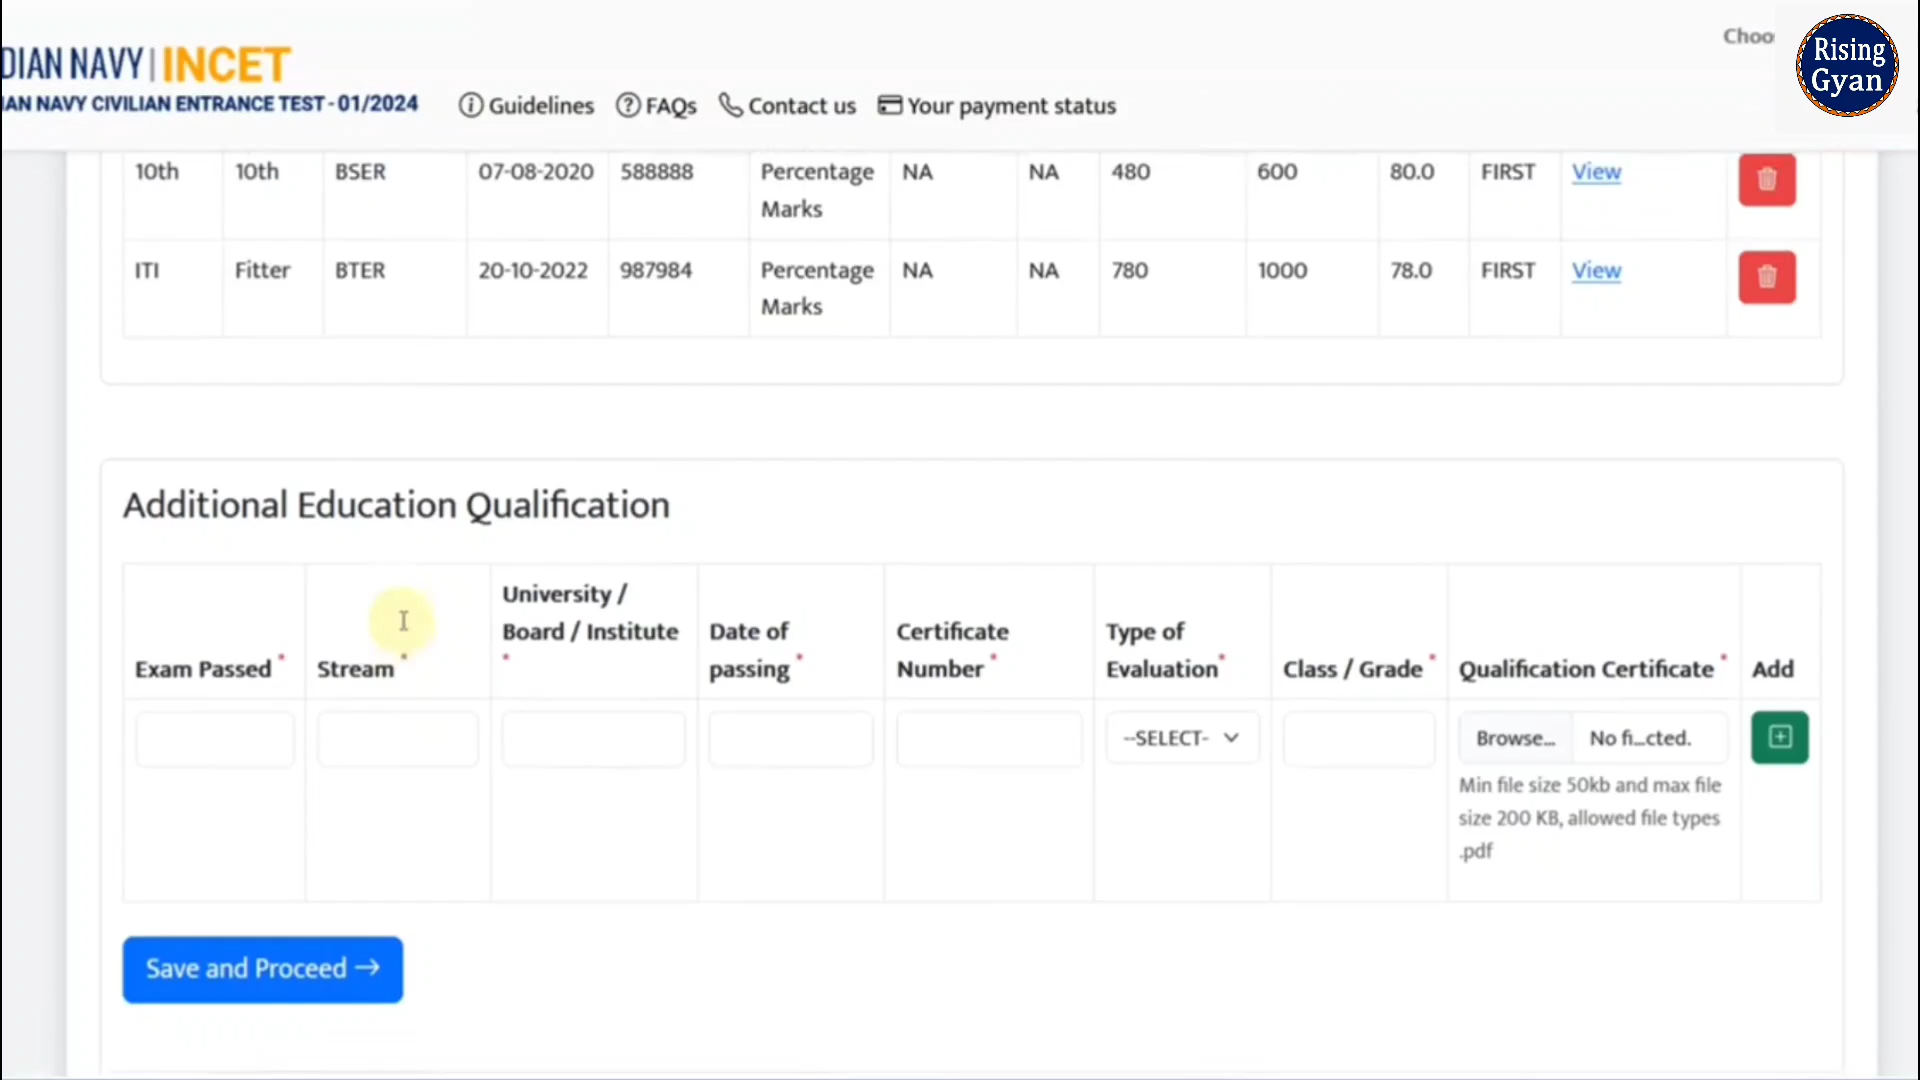 Choo
Rising
Gyan
DIAN NAVY | INCET
IAN NAVY CIVILIAN ENTRANCE TEST - 01/2024
Guidelines FAQs Contact us Your payment status
10th 10th BSER 07-08-2020 588888 Percentage Marks NA NA 480 600 80.0 FIRST View
ITI Fitter BTER 20-10-2022 987984 Percentage Marks NA NA 780 1000 78.0 FIRST View
Additional Education Qualification
Exam Passed * Stream * University / Board / Institute * Date of passing * Certificate Number * Type of Evaluation * Class / Grade * Qualification Certificate * Add
--SELECT- Browse... No fi...cted.
Min file size 50kb and max file
size 200 KB, allowed file types
.pdf
Save and Proceed →